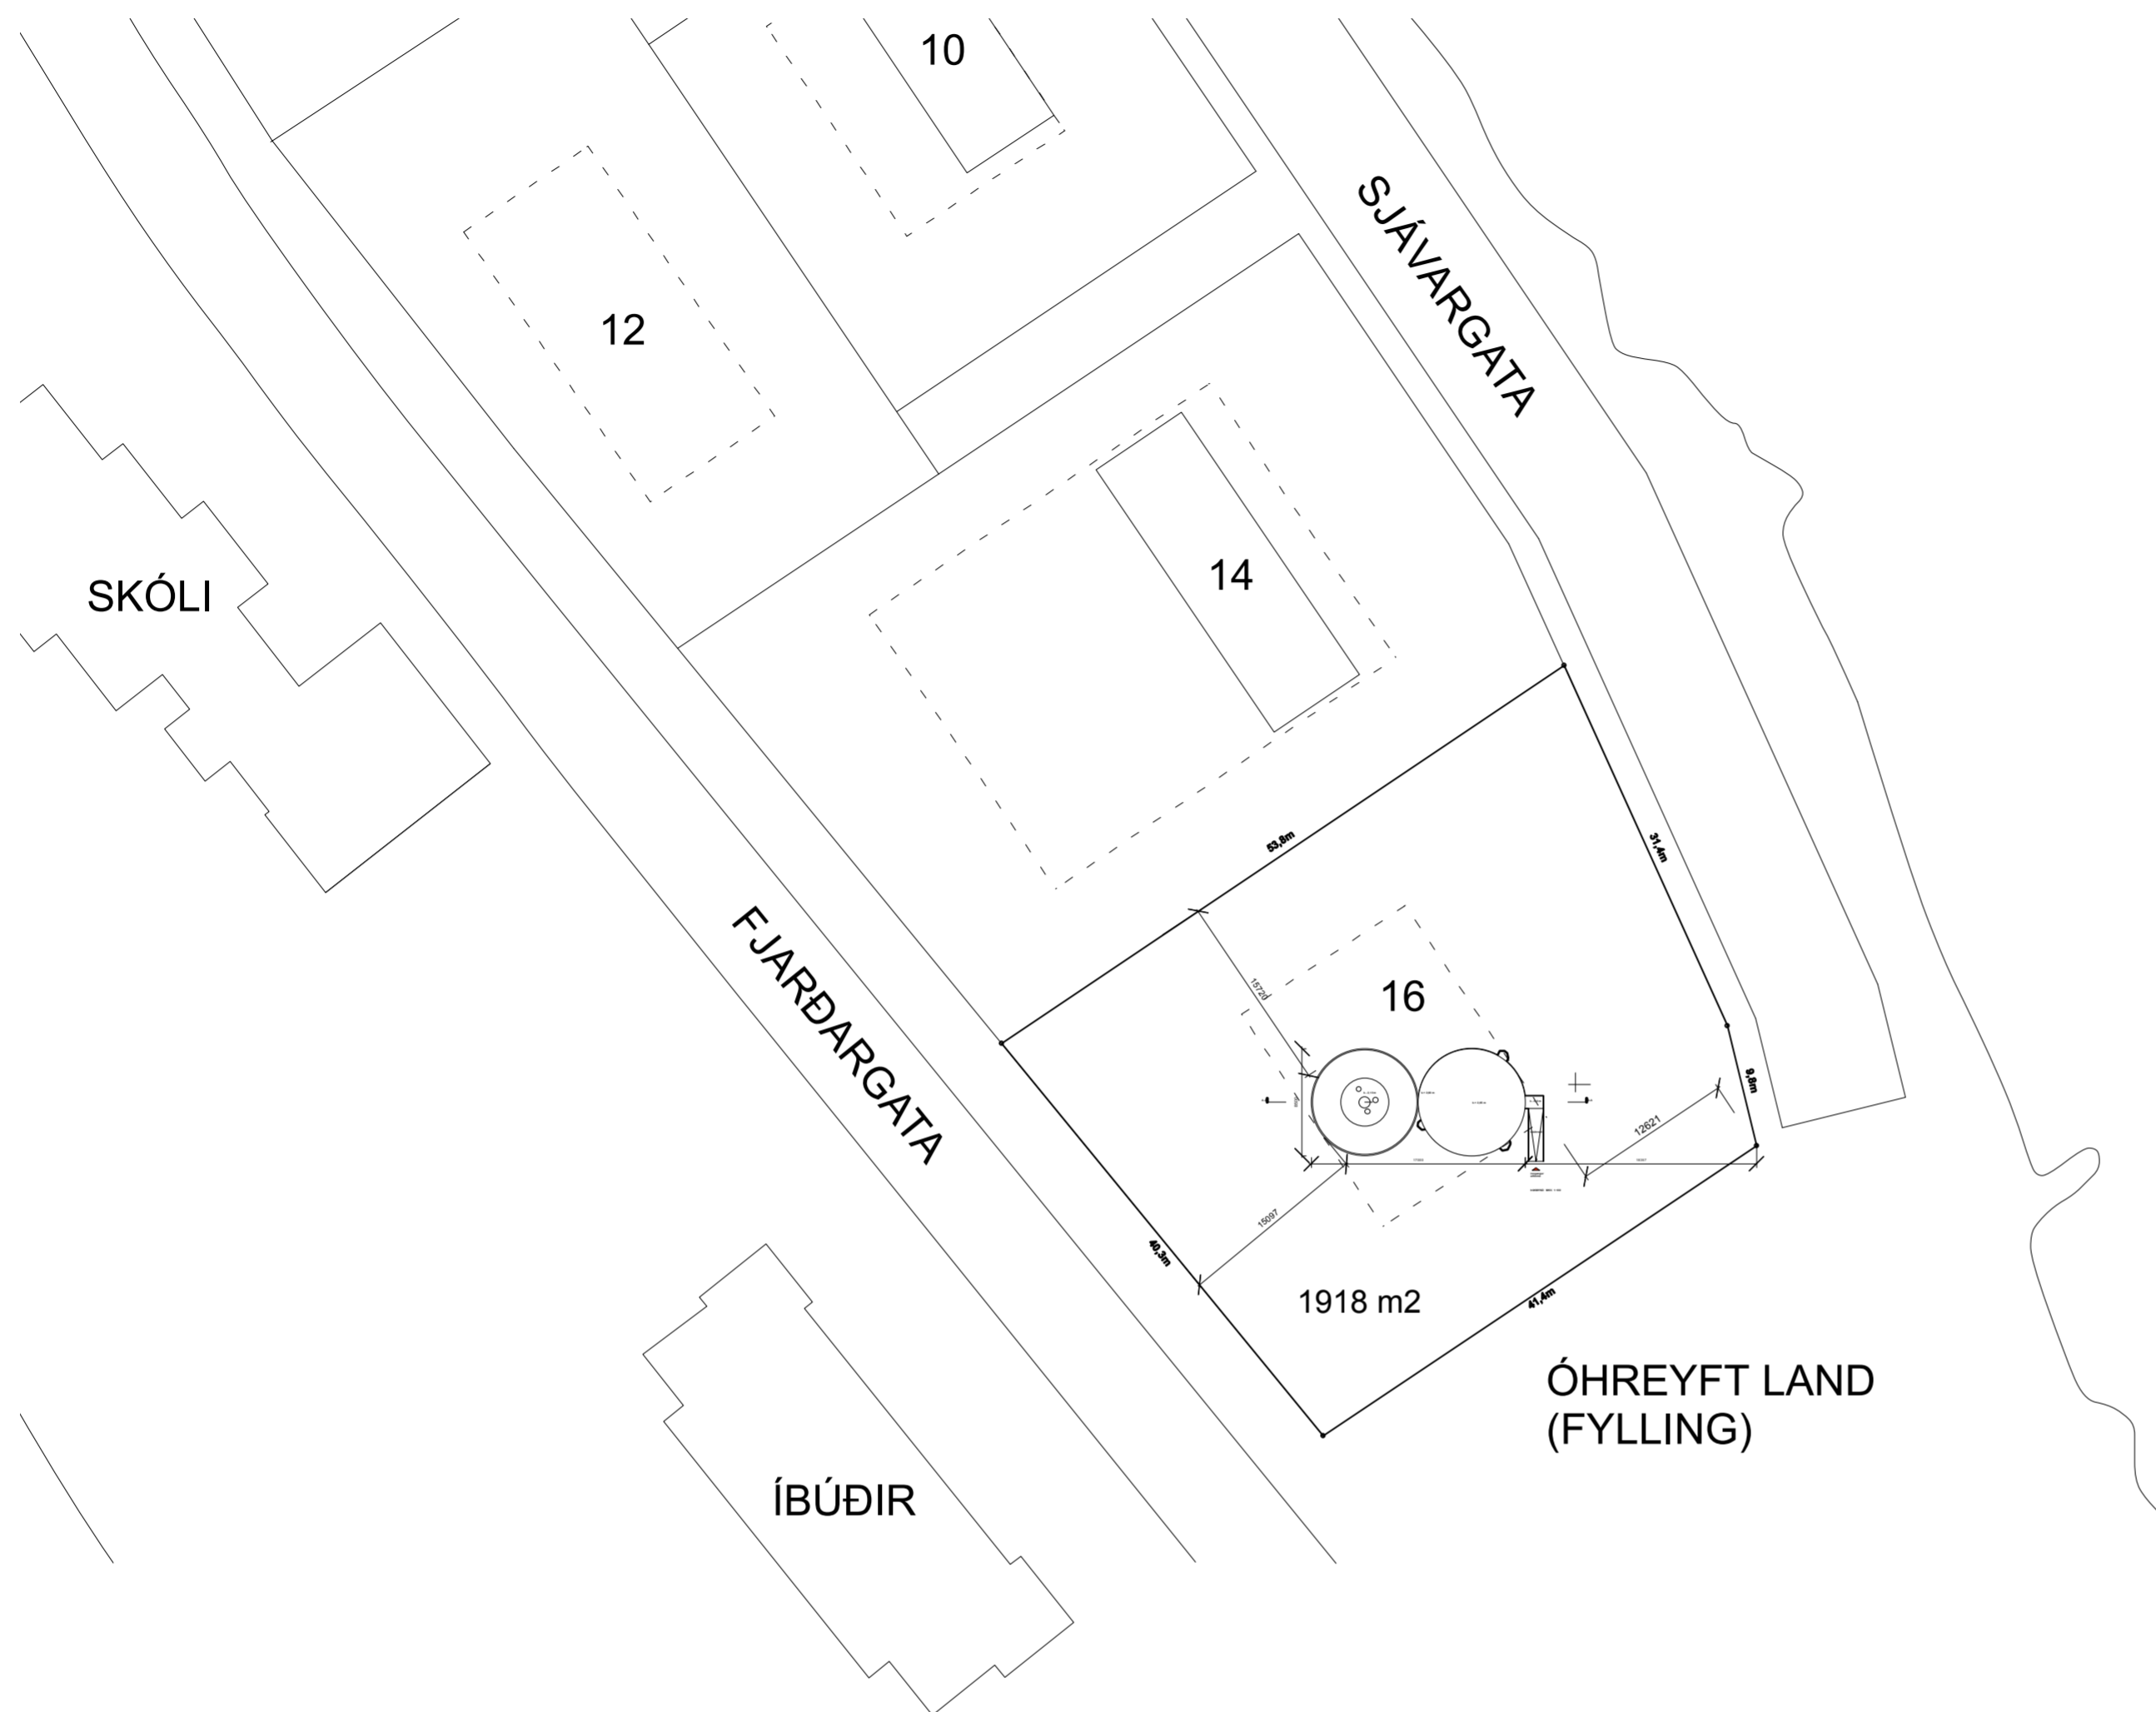 10
SJÁVARGATA
12
14
SKÓLI
53,8m
31,4m
FJARÐARGATA
16
15720
9,8m
12621
15097
40,3m
1918 m2
41,4m
ÓHREYFT LAND
(FYLLING)
ÍBÚÐIR